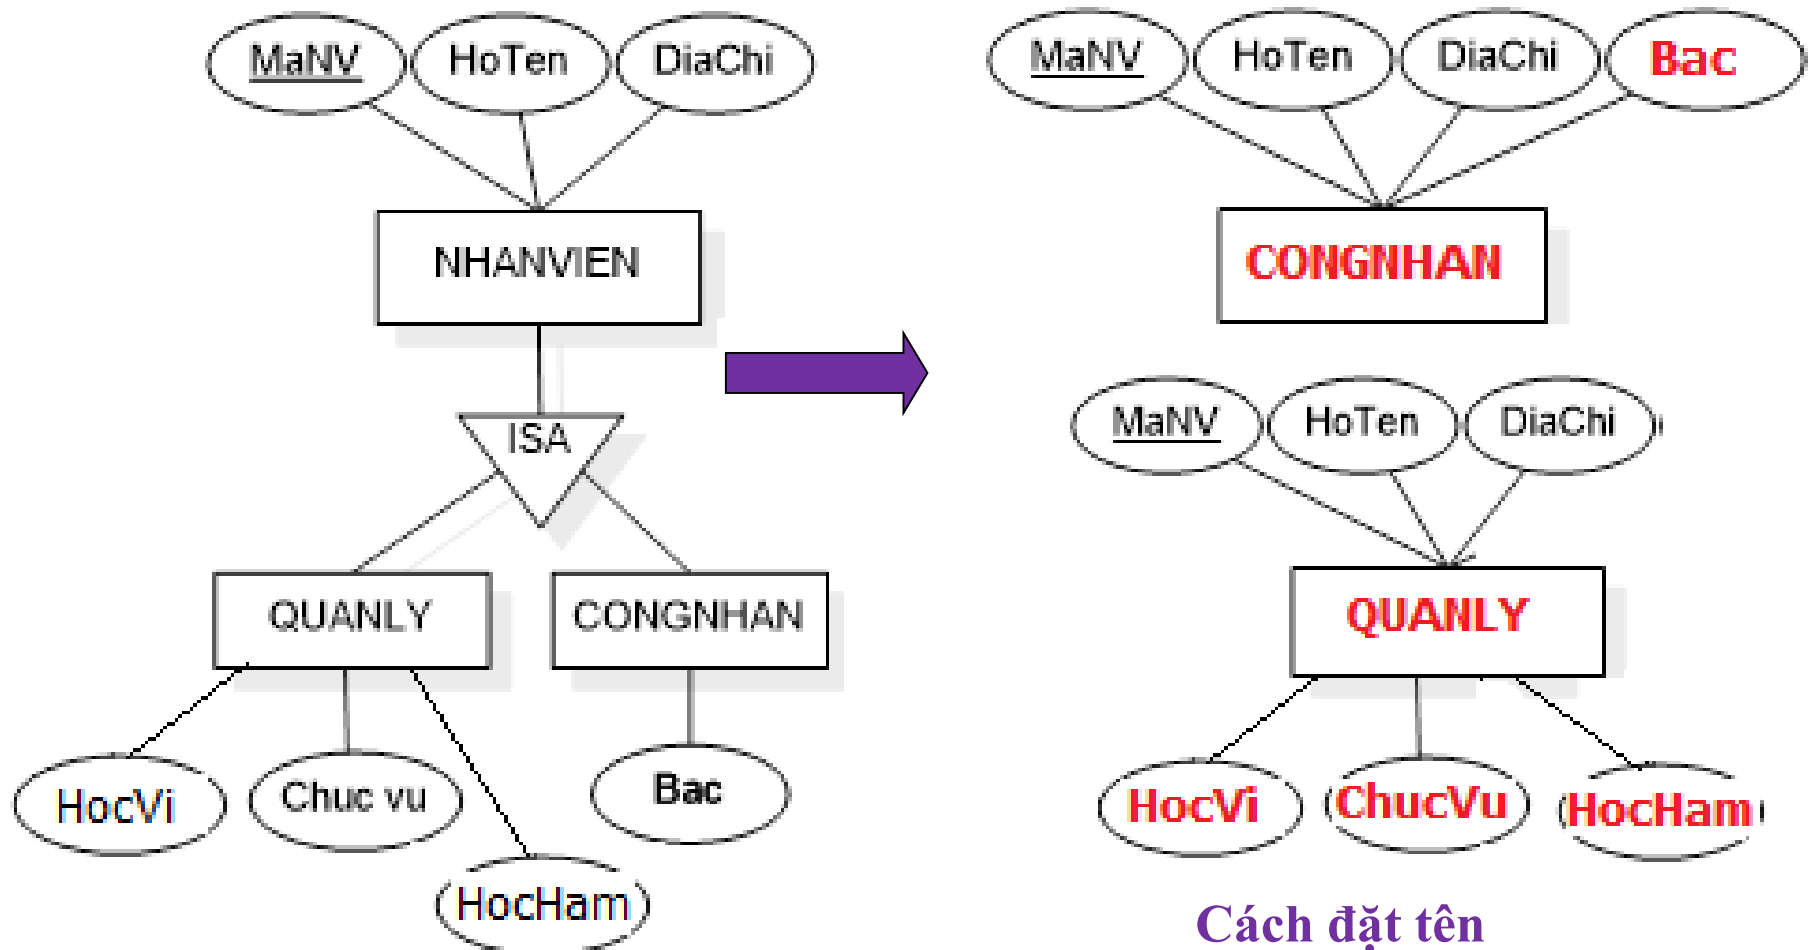 MaNV HoTen DiaChi
NHANVIEN
ISA
QUANLY CONGNHAN
HocVi Chuc vu Bac
HocHam
MaNV HoTen DiaChi Bac
CONGNHAN
MaNV HoTen DiaChi
QUANLY
HocVi ChucVu HocHam
Cách đặt tên